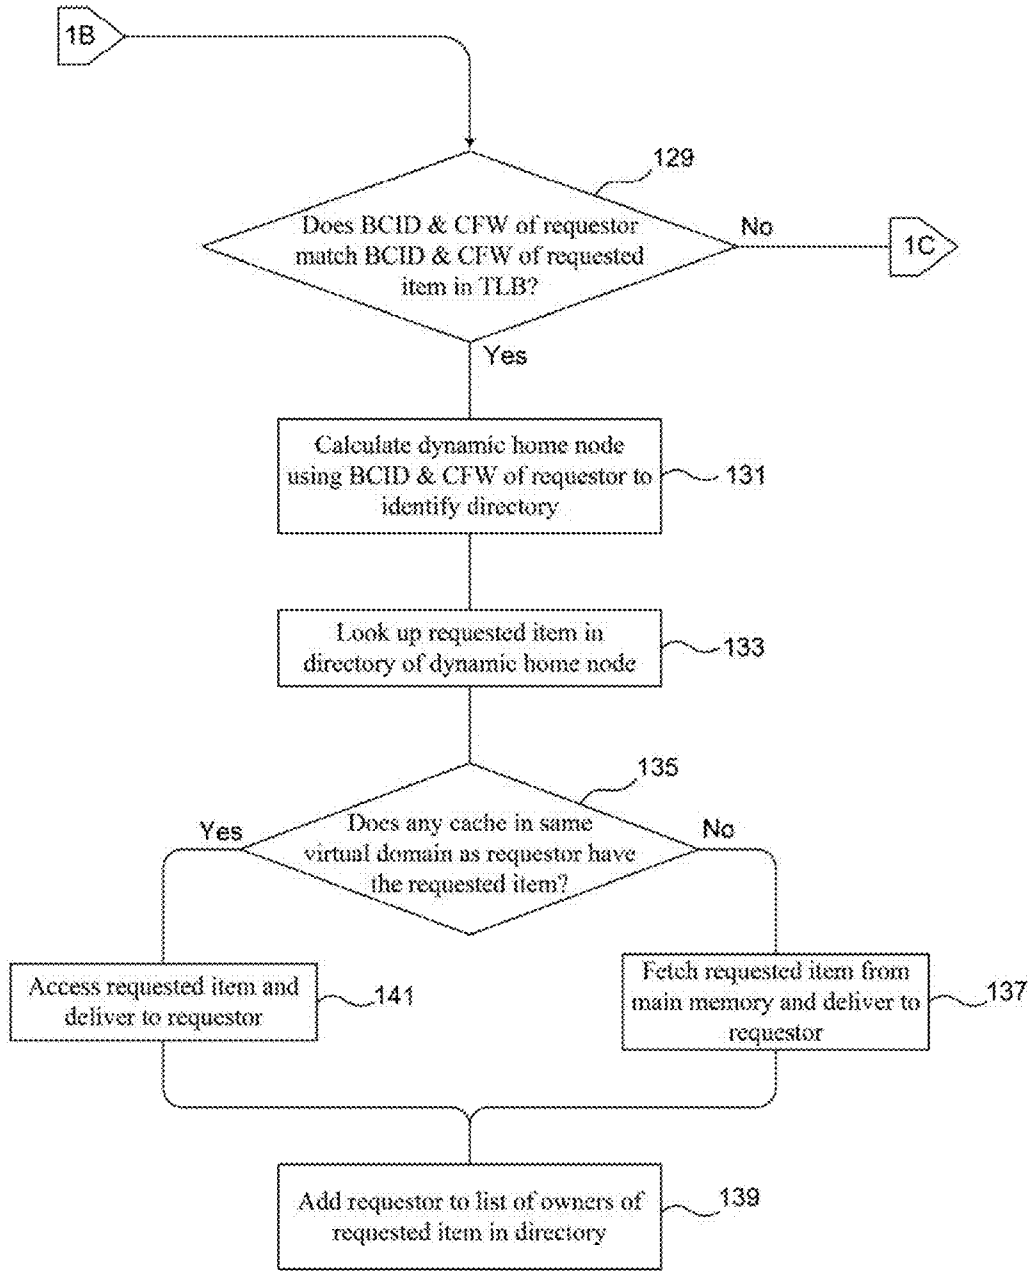 1B
129
Does BCID & CFW of requestor
match BCID & CFW of requested
item in TLB?
No
1C
Yes
Calculate dynamic home node
using BCID & CFW of requestor to
identify directory
131
Look up requested item in
directory of dynamic home node
133
135
Does any cache in same
virtual domain as requestor have
the requested item?
Yes
No
Access requested item and
deliver to requestor
141
Fetch requested item from
main memory and deliver to
requestor
137
Add requestor to list of owners of
requested item in directory
139